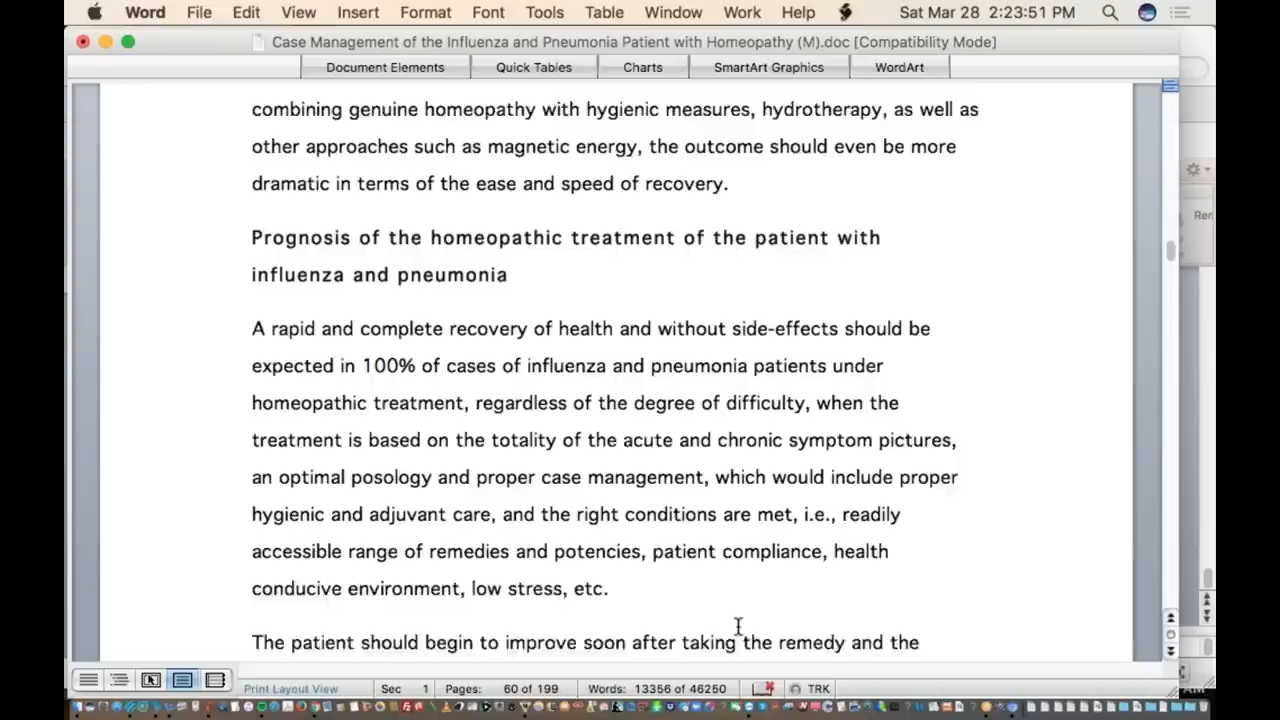 Word File Edit View Insert Format Font Tools Table Window Work Help Sat Mar 28 2:23:51 PM
Case Management of the Influenza and Pneumonia Patient with Homeopathy (M).doc [Compatibility Mode]
Document Elements Quick Tables Charts SmartArt Graphics WordArt
combining genuine homeopathy with hygienic measures, hydrotherapy, as well as
other approaches such as magnetic energy, the outcome should even be more
dramatic in terms of the ease and speed of recovery.
Prognosis of the homeopathic treatment of the patient with
influenza and pneumonia
A rapid and complete recovery of health and without side-effects should be
expected in 100% of cases of influenza and pneumonia patients under
homeopathic treatment, regardless of the degree of difficulty, when the
treatment is based on the totality of the acute and chronic symptom pictures,
an optimal posology and proper case management, which would include proper
hygienic and adjuvant care, and the right conditions are met, i.e., readily
accessible range of remedies and potencies, patient compliance, health
conducive environment, low stress, etc.
The patient should begin to improve soon after taking the remedy and the
Print Layout View Sec 1 Pages: 60 of 199 Words: 13356 of 46250 TRK